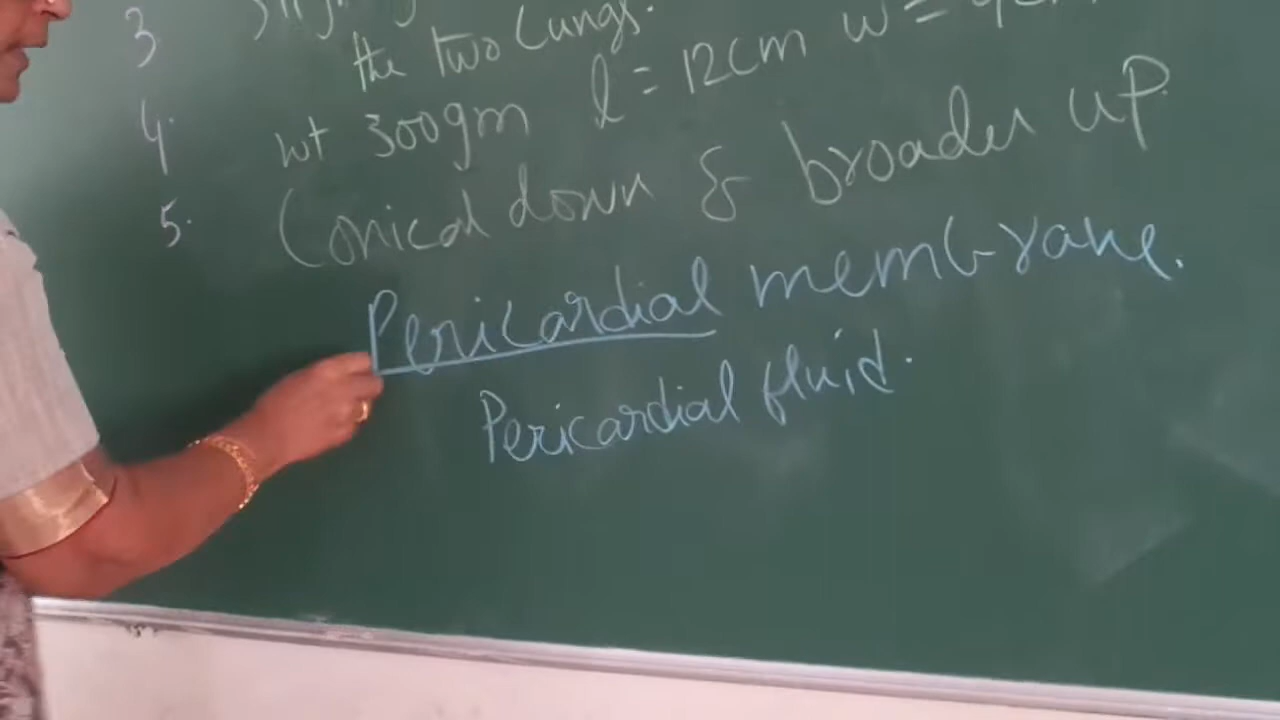 3
the two Lungs.
4. wt 300gm l = 12cm w =
5. Conical down & broader up.
Pericardial membrane.
Pericardial fluid.